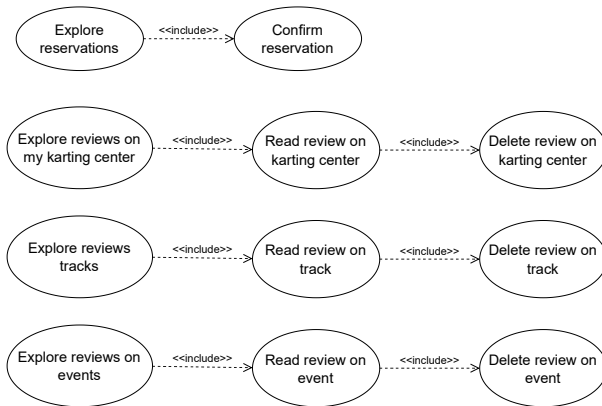 Explore
reservations
<<include>>
Confirm
reservation
Explore reviews on
my karting center
<<include>>
Read review on
karting center
<<include>>
Delete review on
karting center
Explore reviews
tracks
<<include>>
Read review on
track
<<include>>
Delete review on
track
Explore reviews on
events
<<include>>
Read review on
event
<<include>>
Delete review on
event